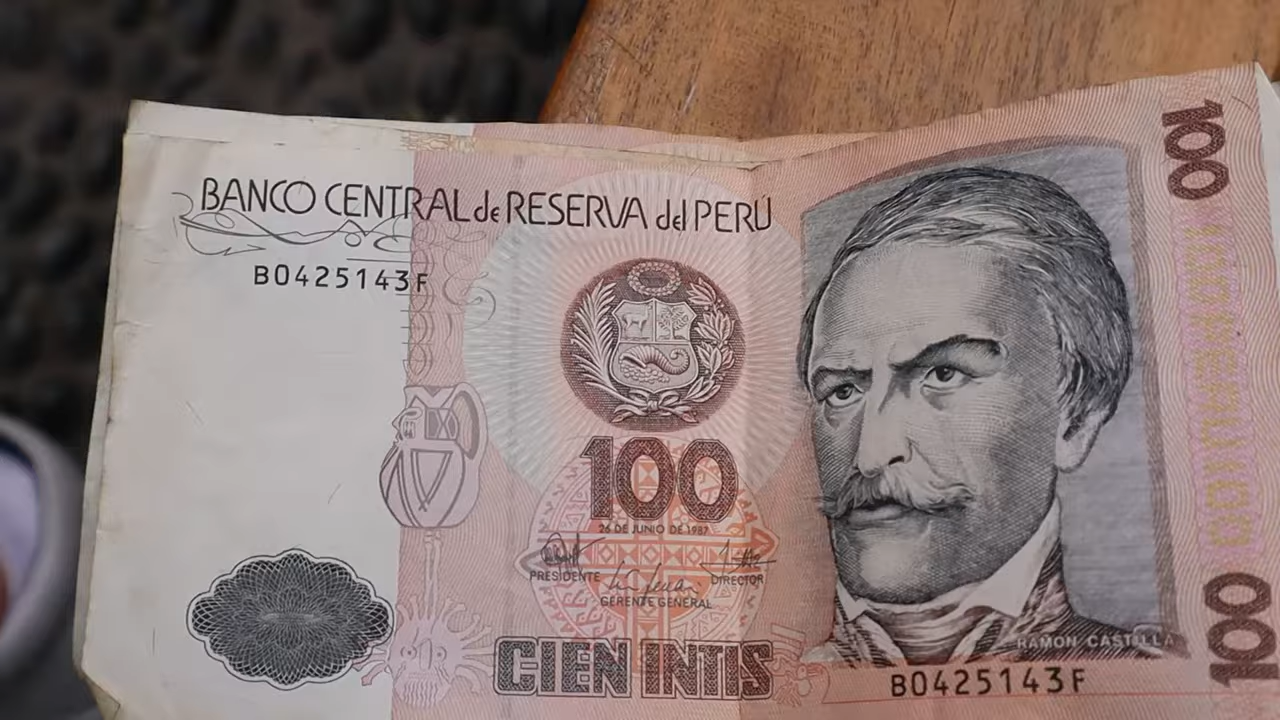 BANCO CENTRAL de RESERVA del PERÚ
B0425143F
100
100
26 DE JUNIO DE 1987
PRESIDENTE
DIRECTOR
GERENTE GENERAL
CIEN INTIS
RAMON CASTILLA
B0425143F
100